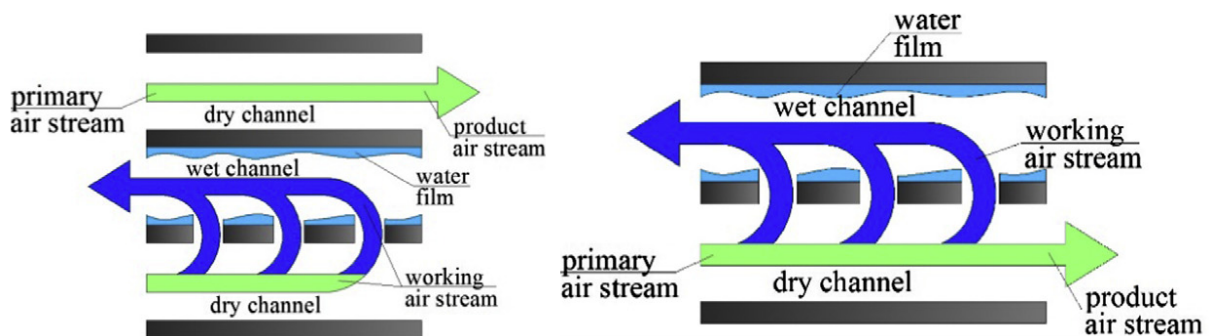 primary
air stream
dry channel
product
air stream
wet channel
water
film
working
air stream
dry channel
water
film
wet channel
working
air stream
primary
air stream
dry channel
product
air stream